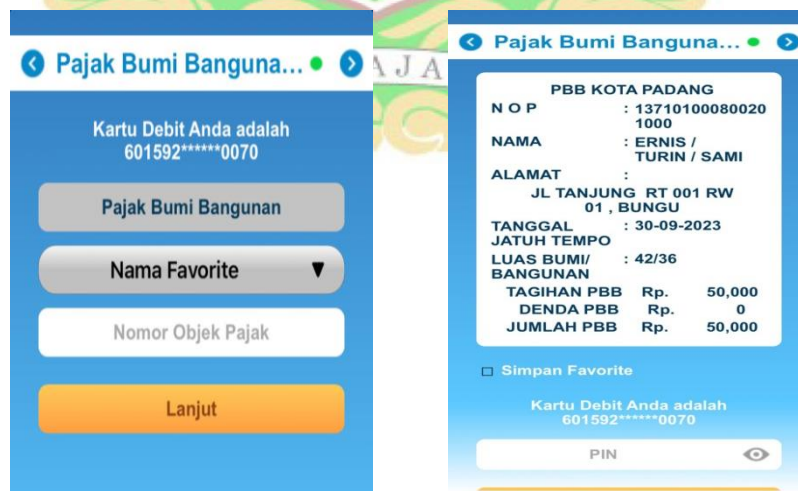 Pajak Bumi Banguna...
Kartu Debit Anda adalah
601592******0070
Pajak Bumi Bangunan
Nama Favorite
Nomor Objek Pajak
Lanjut
A J A
Pajak Bumi Banguna...
PBB KOTA PADANG
N O P : 13710100080020
1000
NAMA : ERNIS /
TURIN / SAMI
ALAMAT :
JL TANJUNG RT 001 RW
01 , BUNGU
TANGGAL : 30-09-2023
JATUH TEMPO
LUAS BUMI/ : 42/36
BANGUNAN
TAGIHAN PBB Rp. 50,000
DENDA PBB Rp. 0
JUMLAH PBB Rp. 50,000
Simpan Favorite
Kartu Debit Anda adalah
601592******0070
PIN